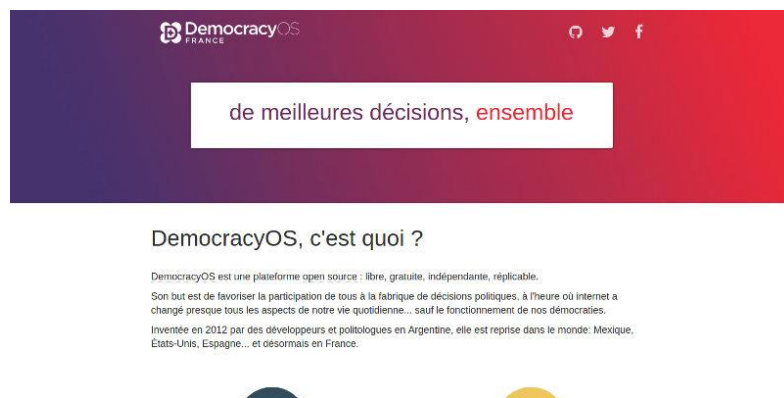 DemocracyOS
FRANCE
de meilleures décisions, ensemble
DemocracyOS, c'est quoi ?
DemocracyOS est une plateforme open source : libre, gratuite, indépendante, réplicable.
Son but est de favoriser la participation de tous à la fabrique de décisions politiques, à l'heure où internet a
changé presque tous les aspects de notre vie quotidienne... sauf le fonctionnement de nos démocraties.
Inventée en 2012 par des développeurs et politologues en Argentine, elle est reprise dans le monde: Mexique,
États-Unis, Espagne... et désormais en France.